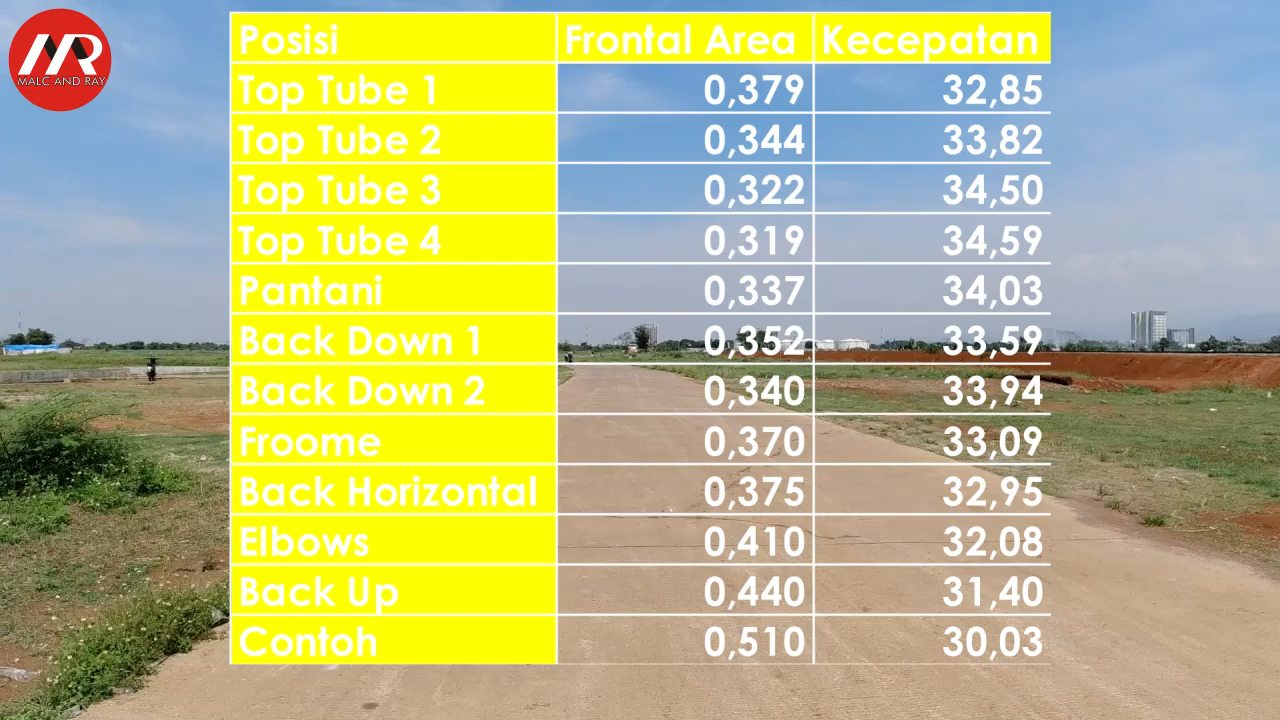 MR
MALC AND RAY
Posisi Frontal Area Kecepatan
Top Tube 1 0,379 32,85
Top Tube 2 0,344 33,82
Top Tube 3 0,322 34,50
Top Tube 4 0,319 34,59
Pantani 0,337 34,03
Back Down 1 0,352 33,59
Back Down 2 0,340 33,94
Froome 0,370 33,09
Back Horizontal 0,375 32,95
Elbows 0,410 32,08
Back Up 0,440 31,40
Contoh 0,510 30,03